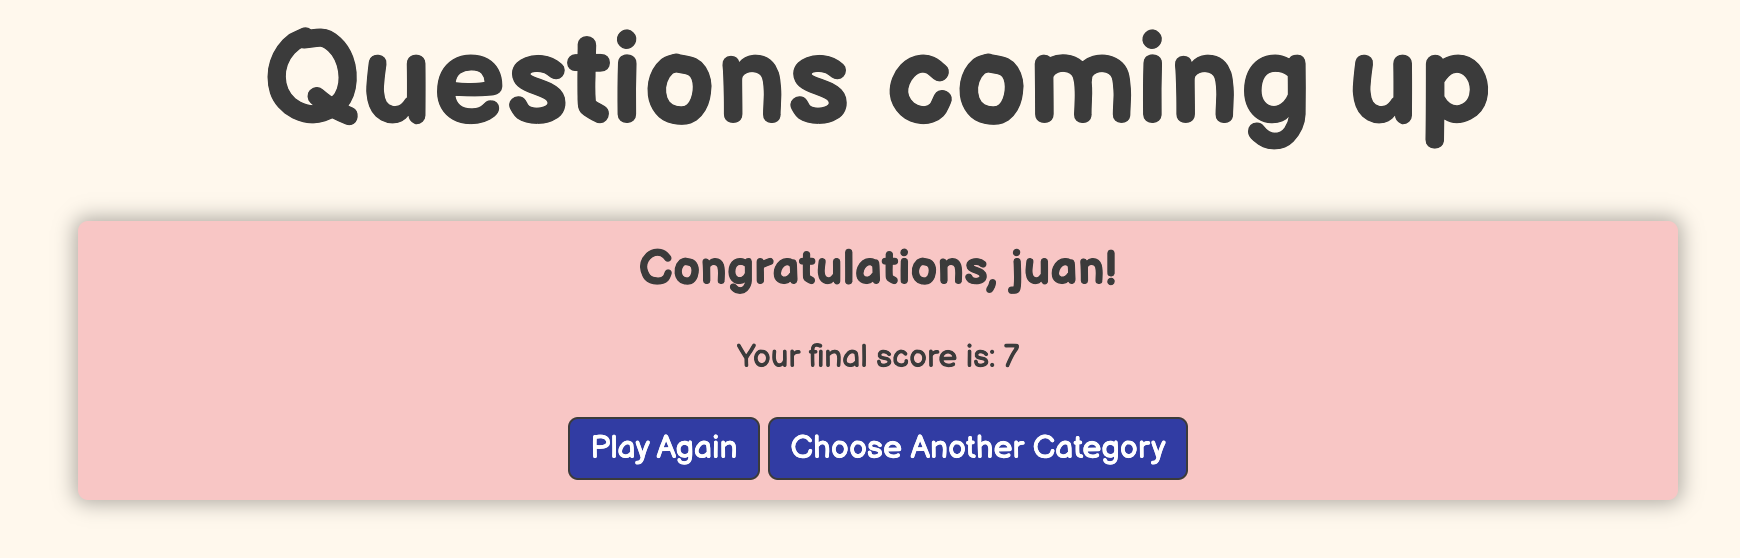 Questions coming up
Congratulations, juan!
Your final score is: 7
Play Again
Choose Another Category